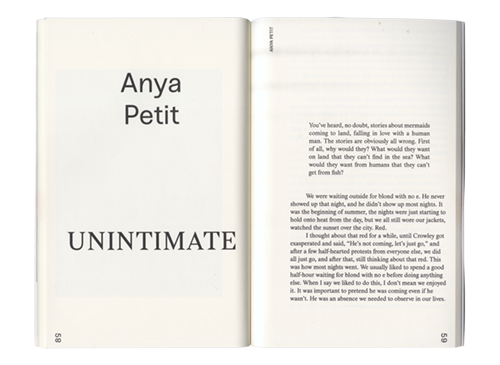 Anya
Petit
UNINTIMATE
58
ANYA PETIT
You've heard, no doubt, stories about mermaids
coming to land, falling in love with a human
man. The stories are obviously all wrong. First
of all, why would they? What would they want
on land that they can't find in the sea? What
would they want from humans that they can't
get from fish?
We were waiting outside for blond with no e. He never
showed up that night, and he didn't show up most nights. It
was the beginning of summer, the nights were just starting to
hold onto heat from the day, but we all still wore our jackets,
watched the sunset over the city. Red.
I thought about that red for a while, until Crowley got
exasperated and said, “He's not coming, let's just go,” and
after a few half-hearted protests from everyone else, we did
all just go, and after that, still thinking about that red. This
was how most nights went. We usually liked to spend a good
half-hour waiting for blond with no e before doing anything
else. When I say we liked to do this, I don't mean we enjoyed
it. It was important to pretend he was coming even if he
wasn't. He was an absence we needed to observe in our lives.
59